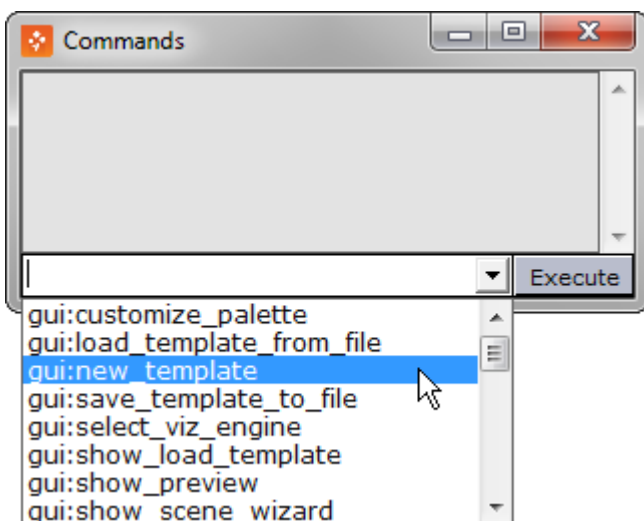 Commands
Execute
gui:customize_palette
gui:load_template_from_file
gui:new_template
gui:save_template_to_file
gui:select_viz_engine
gui:show_load_template
gui:show_preview
gui:show_scene_wizard